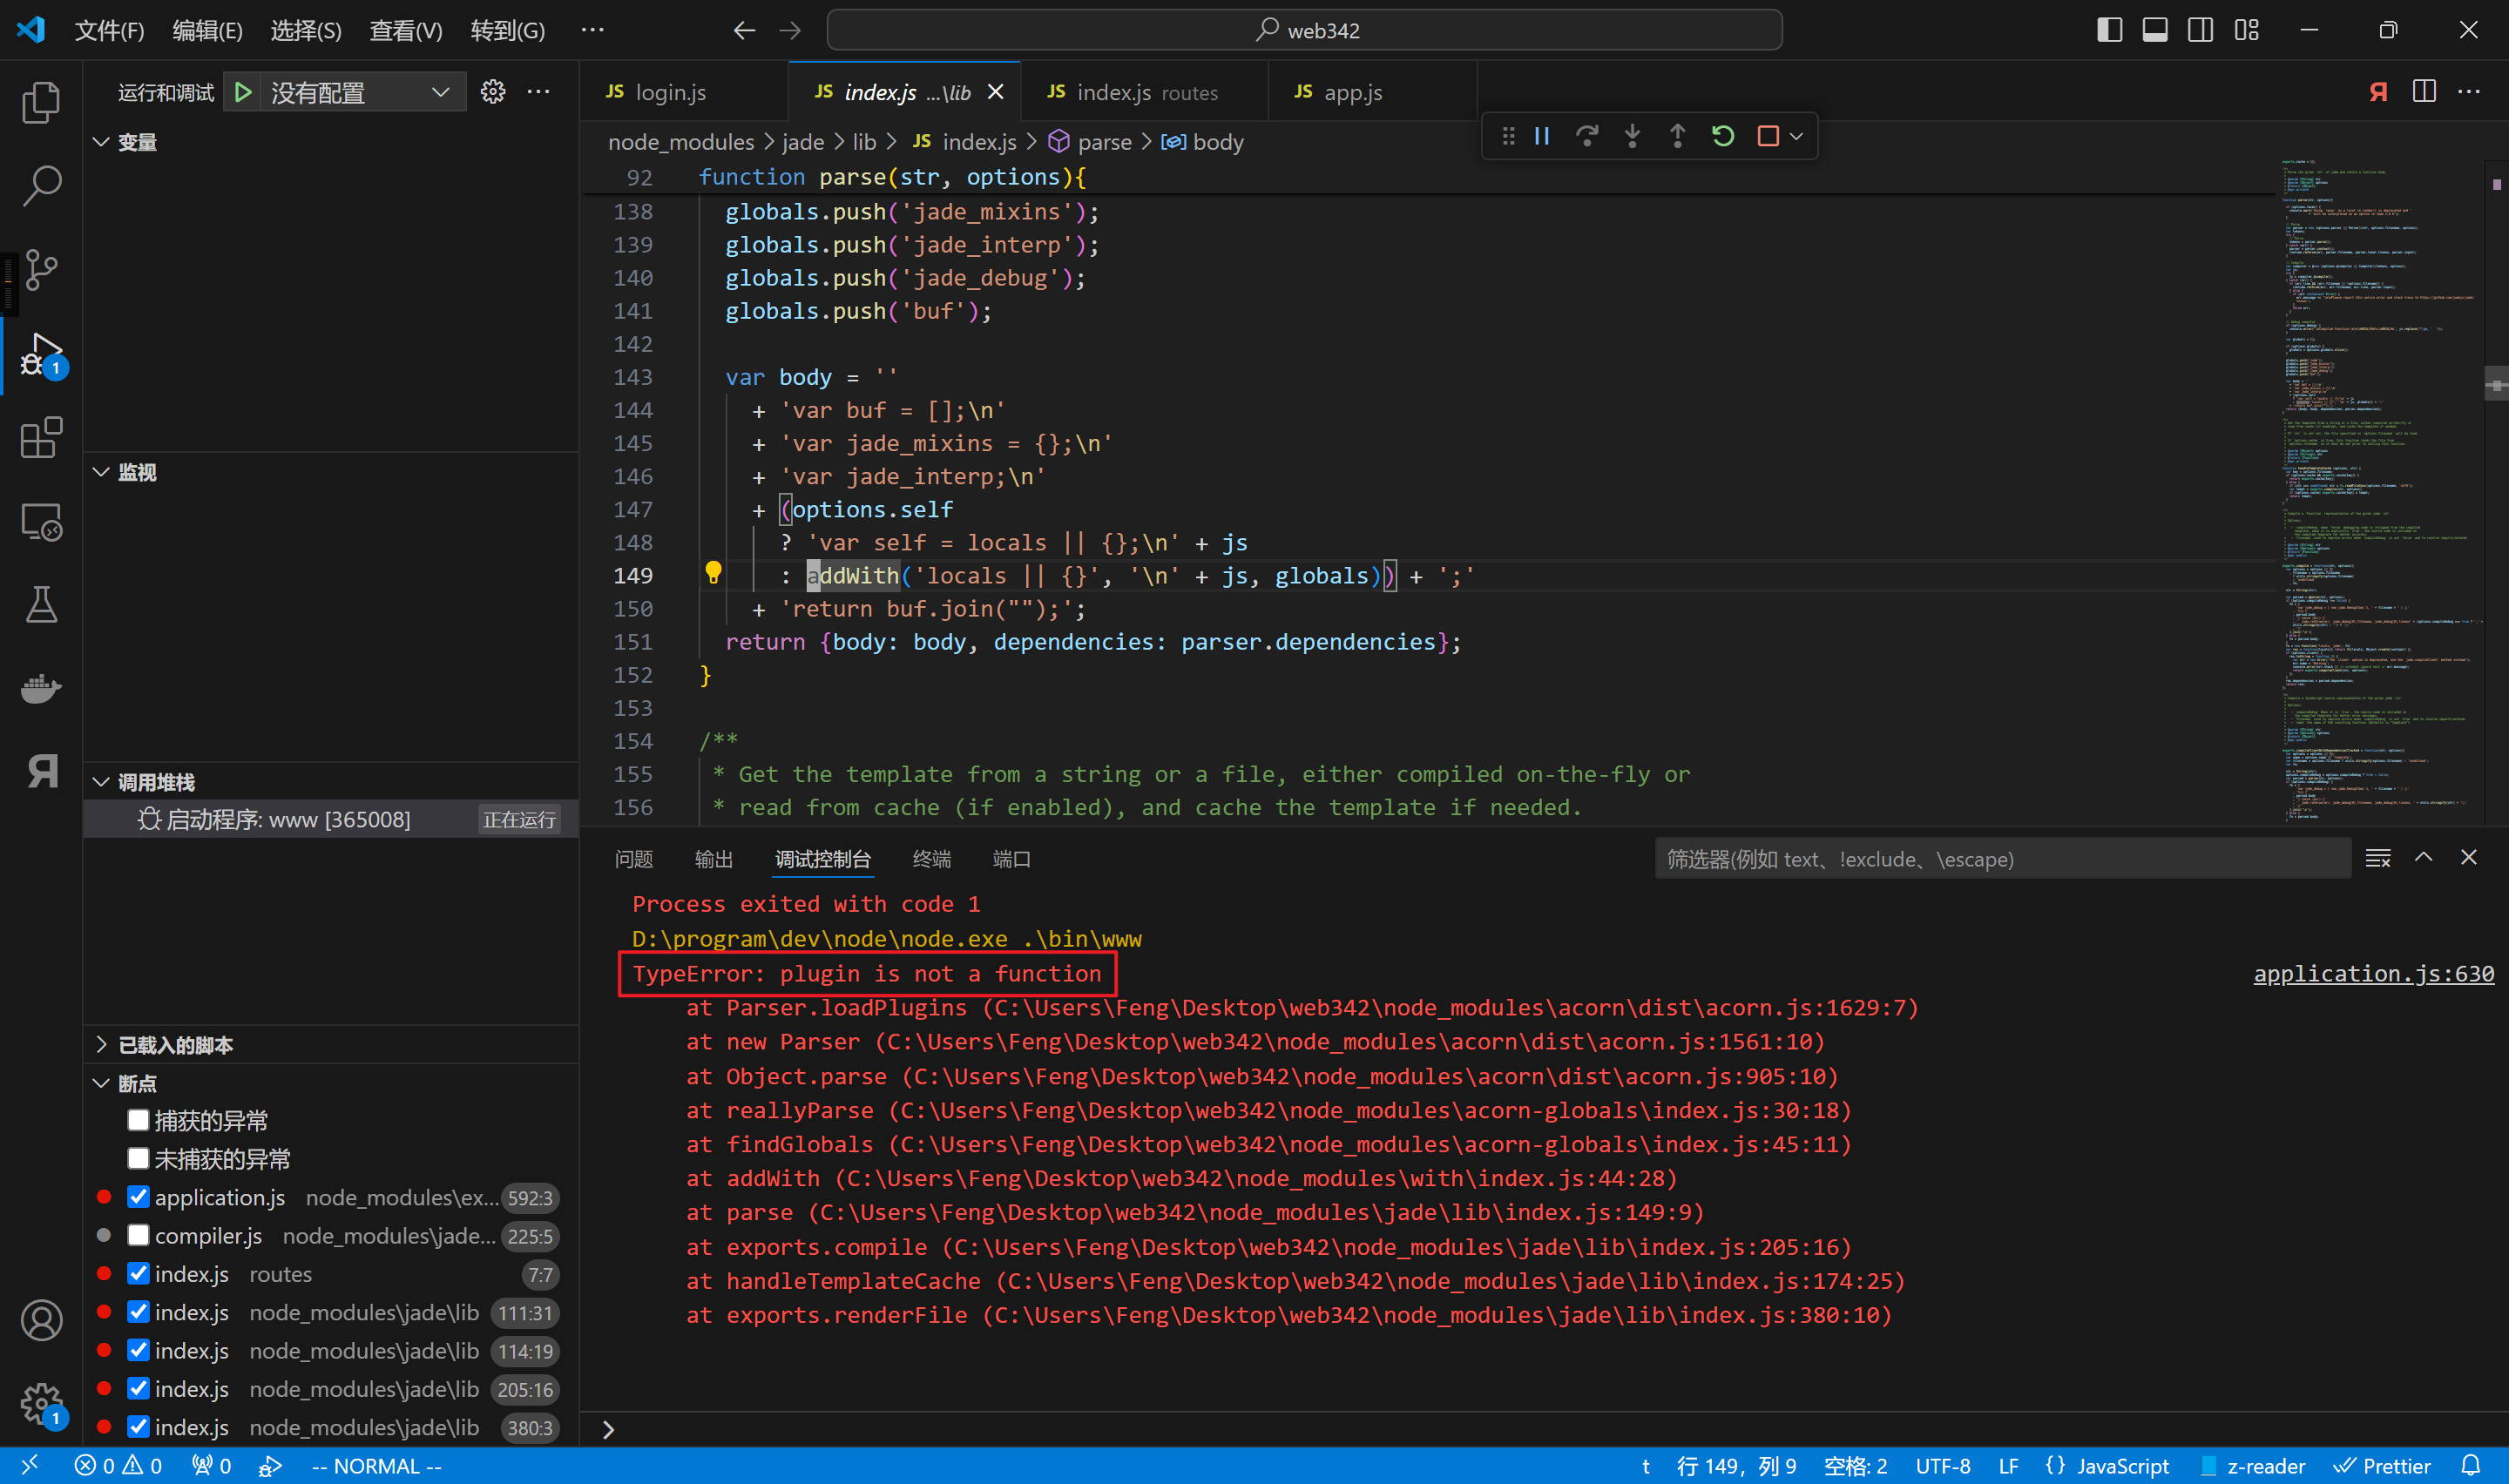 文件(F) 编辑(E) 选择(S) 查看(V) 转到(G) ··· web342
运行和调试 没有配置 ···
login.js
index.js ...\lib
index.js routes
app.js
node_modules > jade > lib > JS index.js > parse > body
变量
监视
调用堆栈
启动程序: www [365008] 正在运行
已载入的脚本
断点
捕获的异常
未捕获的异常
application.js node_modules\ex... 592:3
compiler.js node_modules\jade... 225:5
index.js routes 7:7
index.js node_modules\jade\lib 111:31
index.js node_modules\jade\lib 114:19
index.js node_modules\jade\lib 205:16
index.js node_modules\jade\lib 380:3
92 function parse(str, options){
138 globals.push('jade_mixins');
139 globals.push('jade_interp');
140 globals.push('jade_debug');
141 globals.push('buf');
142
143 var body = ''
144 + 'var buf = [];\n'
145 + 'var jade_mixins = {};\n'
146 + 'var jade_interp;\n'
147 + (options.self
148 ? 'var self = locals || {};\n' + js
149 : addWith('locals || {}', '\n' + js, globals)) + ';'
150 + 'return buf.join("");';
151 return {body: body, dependencies: parser.dependencies};
152 }
153
154 /**
155 * Get the template from a string or a file, either compiled on-the-fly or
156 * read from cache (if enabled), and cache the template if needed.
问题 输出 调试控制台 终端 端口 筛选器(例如 text、!exclude、\escape)
Process exited with code 1
D:\program\dev\node\node.exe .\bin\www
TypeError: plugin is not a function application.js:630
at Parser.loadPlugins (C:\Users\Feng\Desktop\web342\node_modules\acorn\dist\acorn.js:1629:7)
at new Parser (C:\Users\Feng\Desktop\web342\node_modules\acorn\dist\acorn.js:1561:10)
at Object.parse (C:\Users\Feng\Desktop\web342\node_modules\acorn\dist\acorn.js:905:10)
at reallyParse (C:\Users\Feng\Desktop\web342\node_modules\acorn-globals\index.js:30:18)
at findGlobals (C:\Users\Feng\Desktop\web342\node_modules\acorn-globals\index.js:45:11)
at addWith (C:\Users\Feng\Desktop\web342\node_modules\with\index.js:44:28)
at parse (C:\Users\Feng\Desktop\web342\node_modules\jade\lib\index.js:149:9)
at exports.compile (C:\Users\Feng\Desktop\web342\node_modules\jade\lib\index.js:205:16)
at handleTemplateCache (C:\Users\Feng\Desktop\web342\node_modules\jade\lib\index.js:174:25)
at exports.renderFile (C:\Users\Feng\Desktop\web342\node_modules\jade\lib\index.js:380:10)
0 0 0 -- NORMAL -- t 行 149，列 9 空格: 2 UTF-8 LF {} JavaScript z-reader Prettier